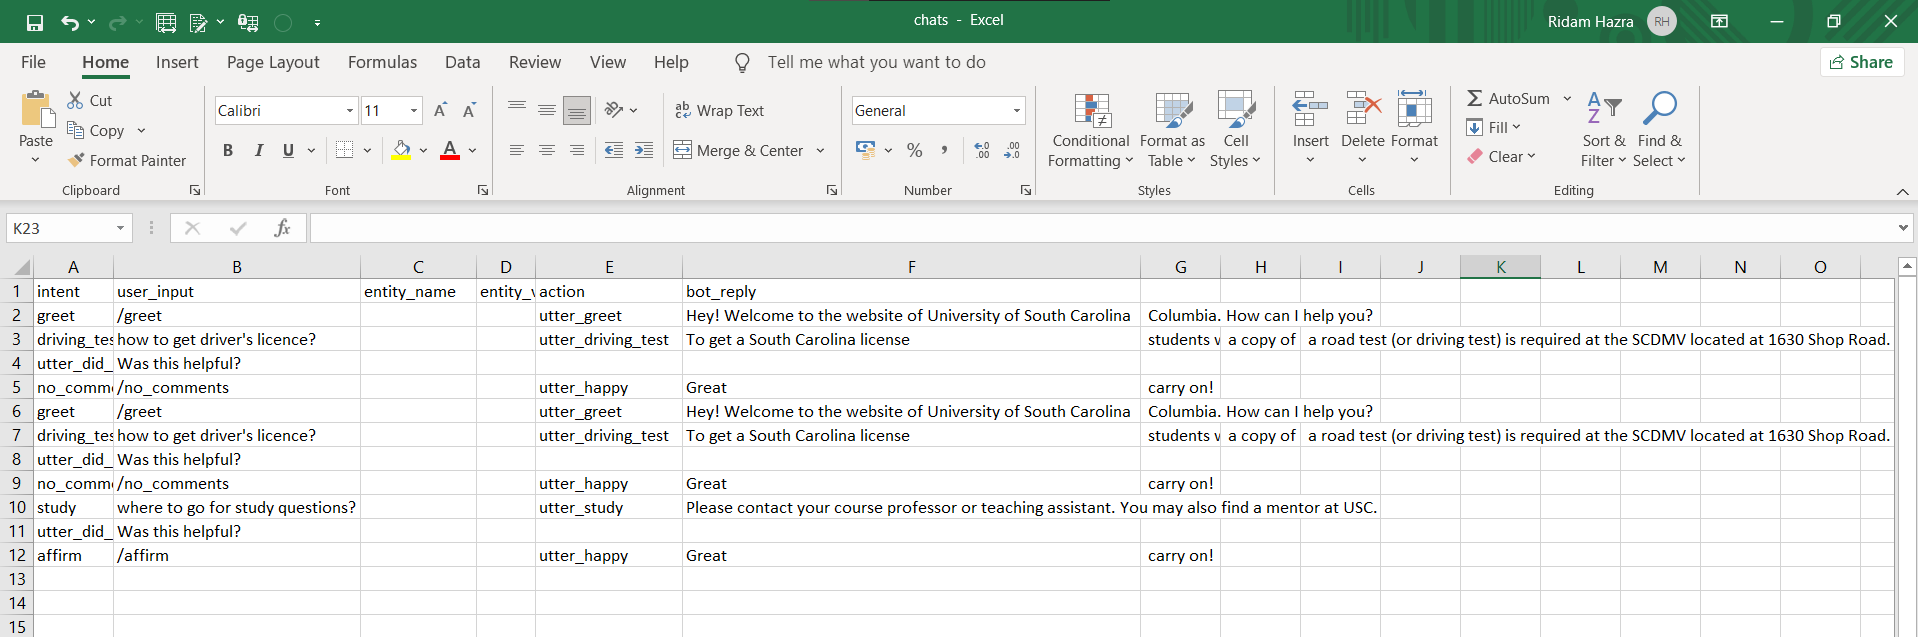 chats - Excel
Ridam Hazra RH
File Home Insert Page Layout Formulas Data Review View Help Tell me what you want to do Share
Paste
Cut
Copy
Format Painter
Clipboard
Calibri 11
B I U
Font
Wrap Text
Merge & Center
Alignment
General
Number
Conditional Formatting
Format as Table
Cell Styles
Styles
Insert Delete Format
Cells
AutoSum
Fill
Clear
Sort & Filter
Find & Select
Editing
K23 fx
A B C D E F G H I J K L M N O
1 intent user_input entity_name entity_v action bot_reply
2 greet /greet utter_greet Hey! Welcome to the website of University of South Carolina Columbia. How can I help you?
3 driving_tes how to get driver's licence? utter_driving_test To get a South Carolina license students w a copy of a road test (or driving test) is required at the SCDMV located at 1630 Shop Road.
4 utter_did_ Was this helpful?
5 no_comme /no_comments utter_happy Great carry on!
6 greet /greet utter_greet Hey! Welcome to the website of University of South Carolina Columbia. How can I help you?
7 driving_tes how to get driver's licence? utter_driving_test To get a South Carolina license students w a copy of a road test (or driving test) is required at the SCDMV located at 1630 Shop Road.
8 utter_did_ Was this helpful?
9 no_comme /no_comments utter_happy Great carry on!
10 study where to go for study questions? utter_study Please contact your course professor or teaching assistant. You may also find a mentor at USC.
11 utter_did_ Was this helpful?
12 affirm /affirm utter_happy Great carry on!
13
14
15